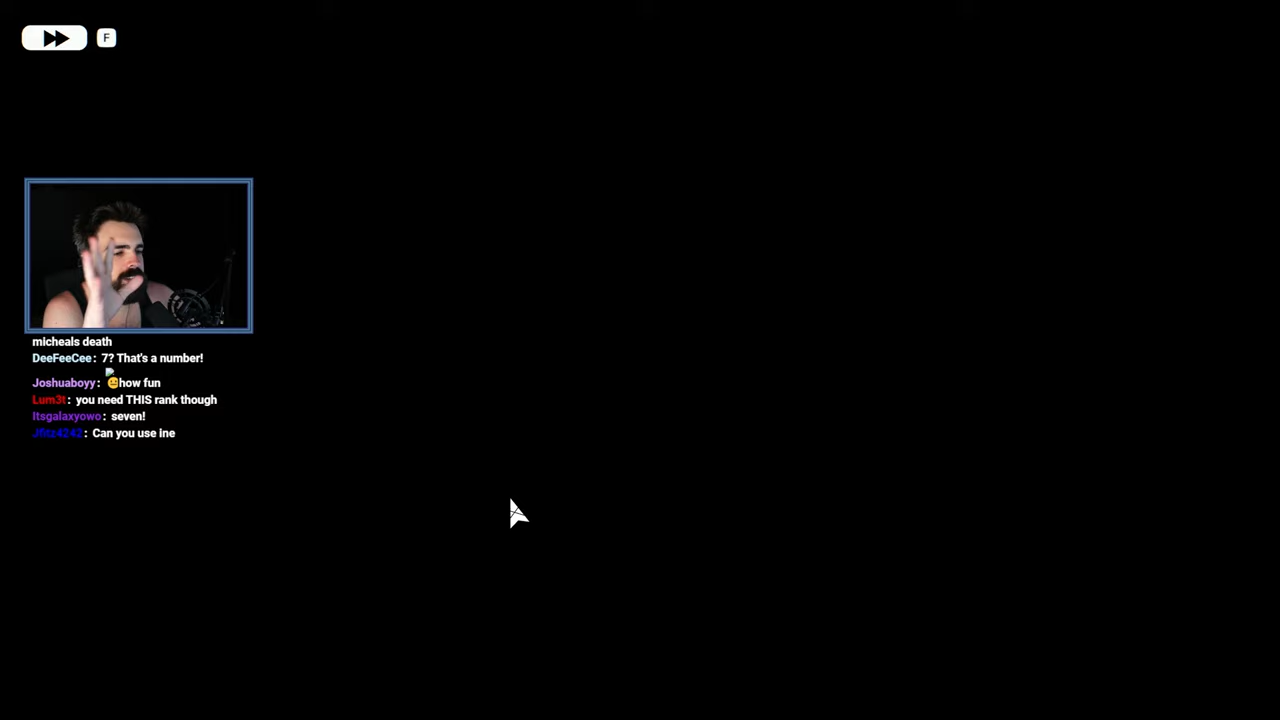 F
micheals death
DeeFeeCee: 7? That's a number!
Joshuaboyy: 😐how fun
Lum3t: you need THIS rank though
Itsgalaxyowo: seven!
Jfitz4242: Can you use ine